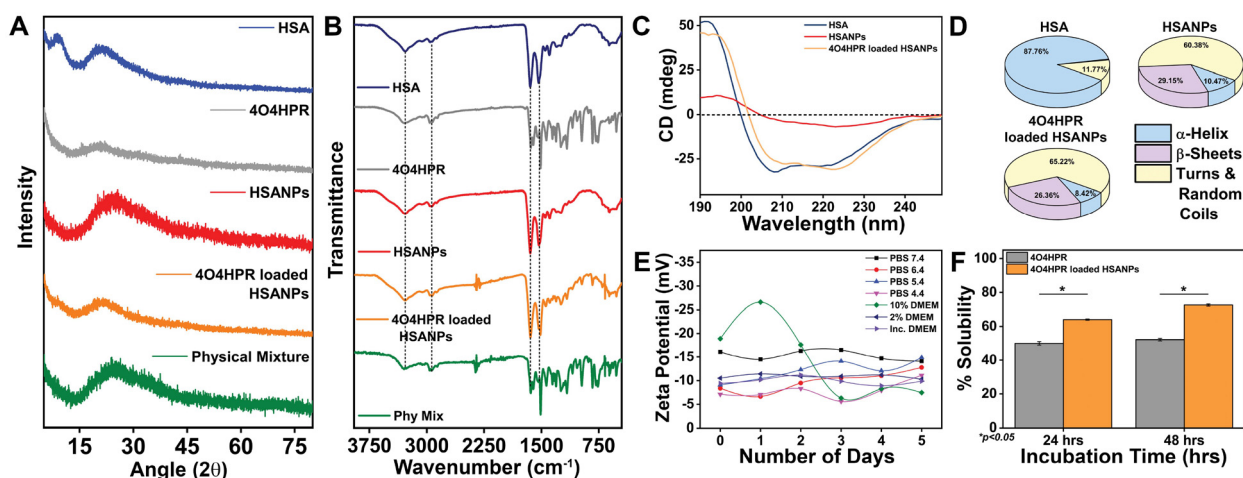 A
HSA
4O4HPR
HSANPs
4O4HPR loaded
HSANPs
Physical Mixture
Intensity
15
30
45
60
75
Angle (2θ)
B
HSA
4O4HPR
HSANPs
4O4HPR loaded
HSANPs
Phy Mix
Transmittance
3750
3000
2250
1500
750
Wavenumber (cm-1)
C
HSA
HSANPs
4O4HPR loaded HSANPs
CD (mdeg)
50
25
0
-25
190
200
210
220
230
240
Wavelength (nm)
D
HSA
87.76%
11.77%
HSANPs
60.38%
29.15%
10.47%
4O4HPR
loaded HSANPs
65.22%
26.36%
8.42%
α-Helix
β-Sheets
Turns &
Random
Coils
E
PBS 7.4
PBS 6.4
PBS 5.4
PBS 4.4
10% DMEM
2% DMEM
Inc. DMEM
Zeta Potential (mV)
-35
-30
-25
-20
-15
-10
-5
0
0
1
2
3
4
5
Number of Days
F
4O4HPR
4O4HPR loaded HSANPs
% Solubility
100
80
60
40
20
0
*
*
*p<0.05
24 hrs
48 hrs
Incubation Time (hrs)